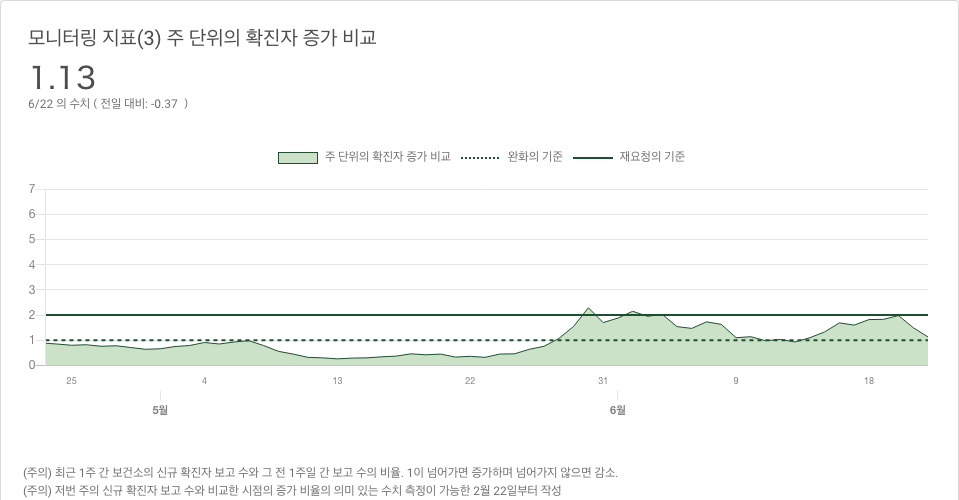 모니터링 지표(3) 주 단위의 확진자 증가 비교
1.13
6/22 의 수치 ( 전일 대비: -0.37 )
주 단위의 확진자 증가 비교 완화의 기준 재요청의 기준
7
6
5
4
3
2
1
0
25 4 13 22 31 9 18
5월 6월
(주의) 최근 1주 간 보건소의 신규 확진자 보고 수와 그 전 1주일 간 보고 수의 비율. 1이 넘어가면 증가하며 넘어가지 않으면 감소.
(주의) 저번 주의 신규 확진자 보고 수와 비교한 시점의 증가 비율의 의미 있는 수치 측정이 가능한 2월 22일부터 작성